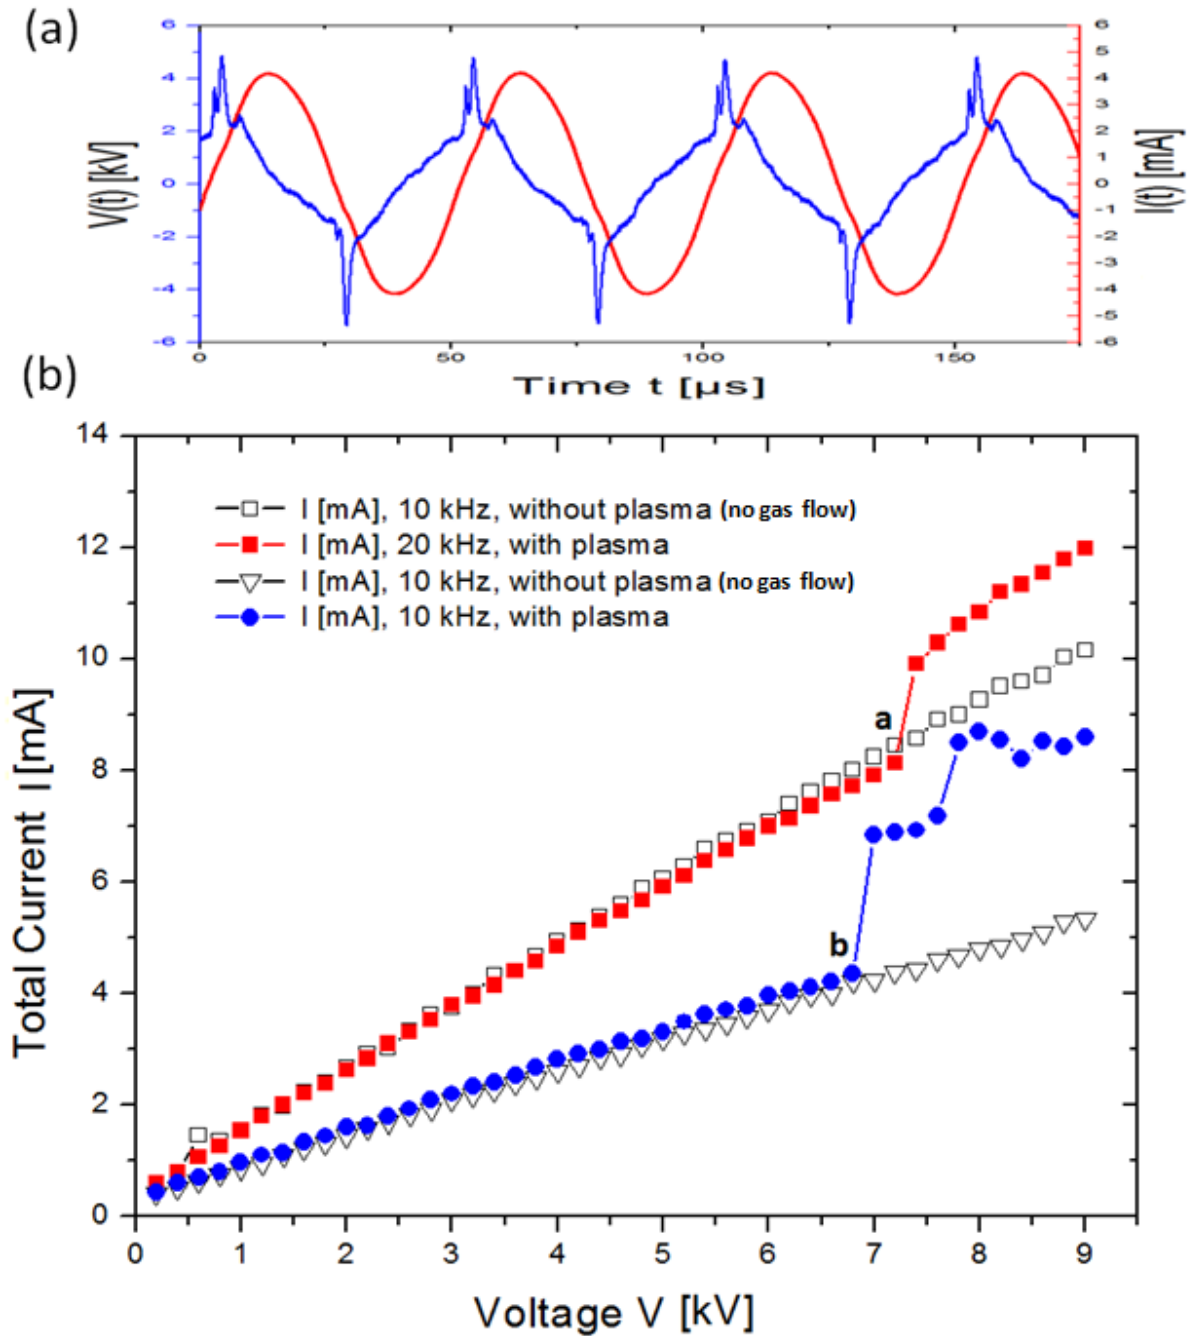 (a)
6
4
2
0
-2
-4
-6
V(t) [kV]
6
5
4
3
2
1
0
-1
-2
-3
-4
-5
-6
I(t) [mA]
0 50 100 150
Time t [µs]
(b)
14
12
10
8
6
4
2
0
Total Current I [mA]
I [mA], 10 kHz, without plasma (no gas flow)
I [mA], 20 kHz, with plasma
I [mA], 10 kHz, without plasma (no gas flow)
I [mA], 10 kHz, with plasma
a
b
0 1 2 3 4 5 6 7 8 9
Voltage V [kV]